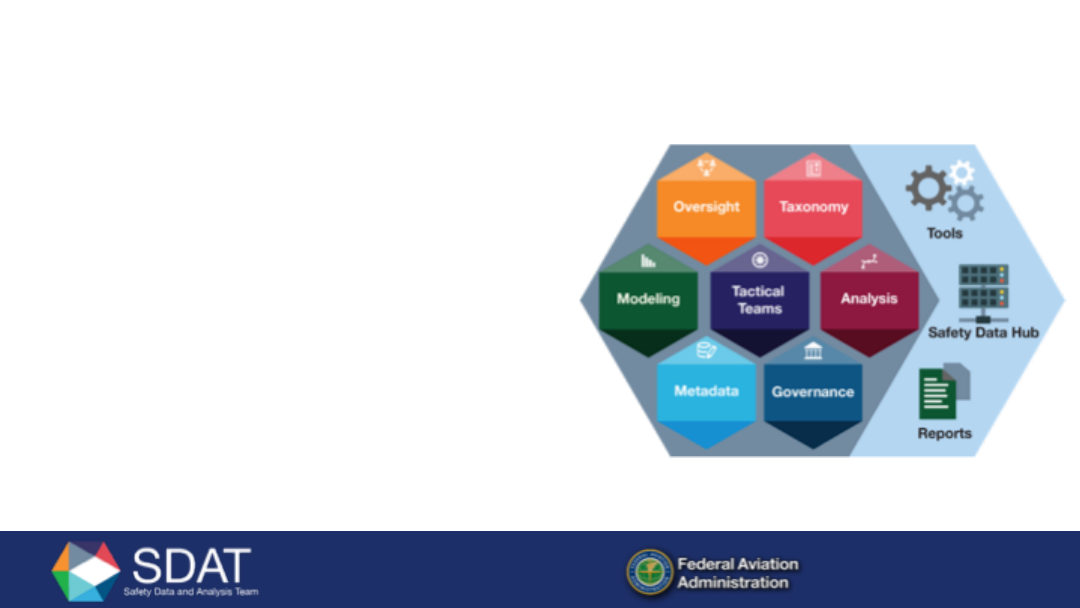 Oversight
Taxonomy
Tools
Modeling
Tactical
Teams
Analysis
Safety Data Hub
Metadata
Governance
Reports
SDAT
Safety Data and Analysis Team
Federal Aviation
Administration